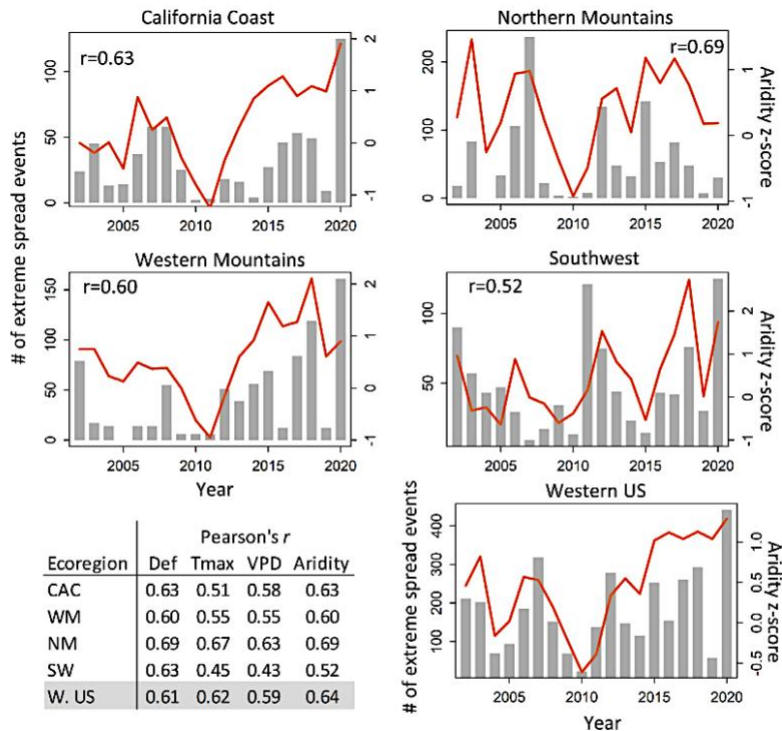 California Coast
Northern Mountains
r=0.63
r=0.69
100
50
0
2
1
0
-1
200
100
0
1
0
-1
2005
2010
2015
2020
2005
2010
2015
2020
Western Mountains
Southwest
r=0.60
r=0.52
150
100
50
0
2
1
0
-1
100
50
2
1
0
-1
2005
2010
2015
2020
2005
2010
2015
2020
Year
# of extreme spread events
Aridity z-score
Aridity z-score
Western US
400
300
200
100
1.0
0.5
0.0
-0.5
2005
2010
2015
2020
Year
# of extreme spread events
Aridity z-score
Pearson's r
Ecoregion Def Tmax VPD Aridity
CAC 0.63 0.51 0.58 0.63
WM 0.60 0.55 0.55 0.60
NM 0.69 0.67 0.63 0.69
SW 0.63 0.45 0.43 0.52
W. US 0.61 0.62 0.59 0.64